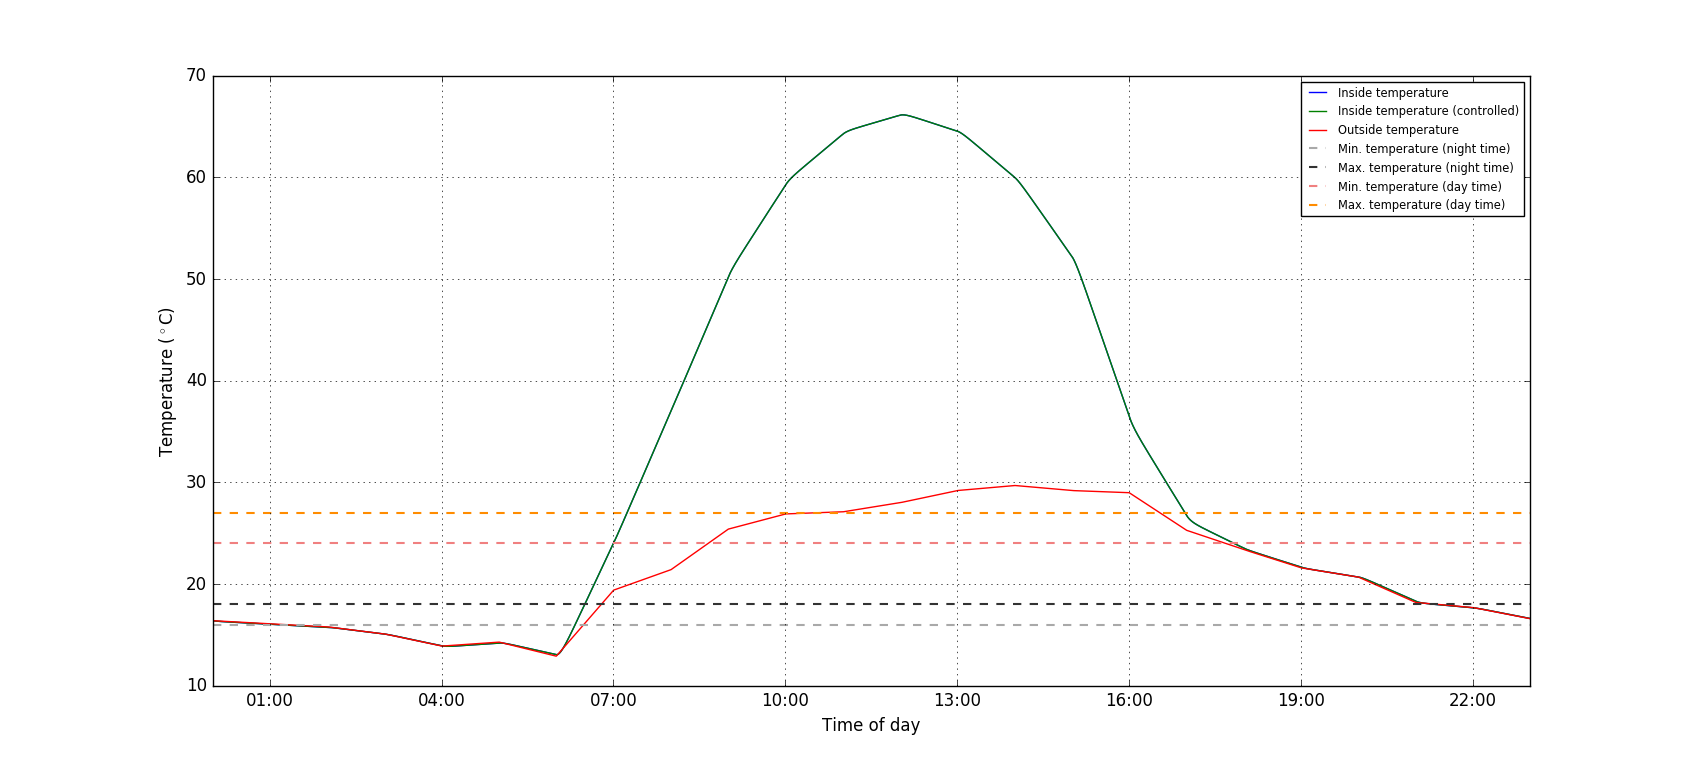 70
60
50
40
30
20
10
Temperature (°C)
01:00 04:00 07:00 10:00 13:00 16:00 19:00 22:00
Time of day
Inside temperature
Inside temperature (controlled)
Outside temperature
Min. temperature (night time)
Max. temperature (night time)
Min. temperature (day time)
Max. temperature (day time)